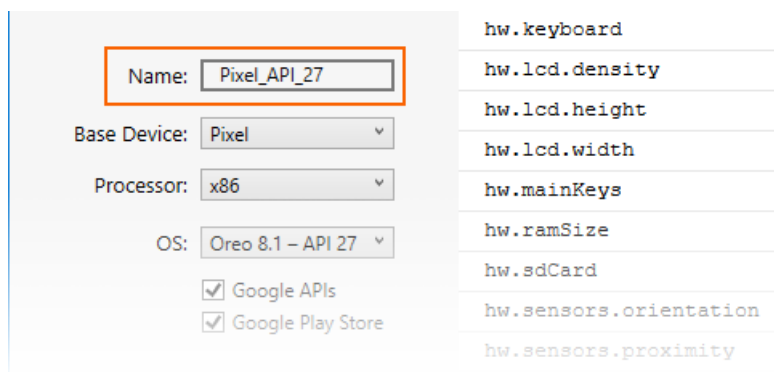 Name: Pixel_API_27
Base Device: Pixel
Processor: x86
OS: Oreo 8.1 – API 27
Google APIs
Google Play Store
hw.keyboard
hw.lcd.density
hw.lcd.height
hw.lcd.width
hw.mainKeys
hw.ramSize
hw.sdCard
hw.sensors.orientation
hw.sensors.proximity